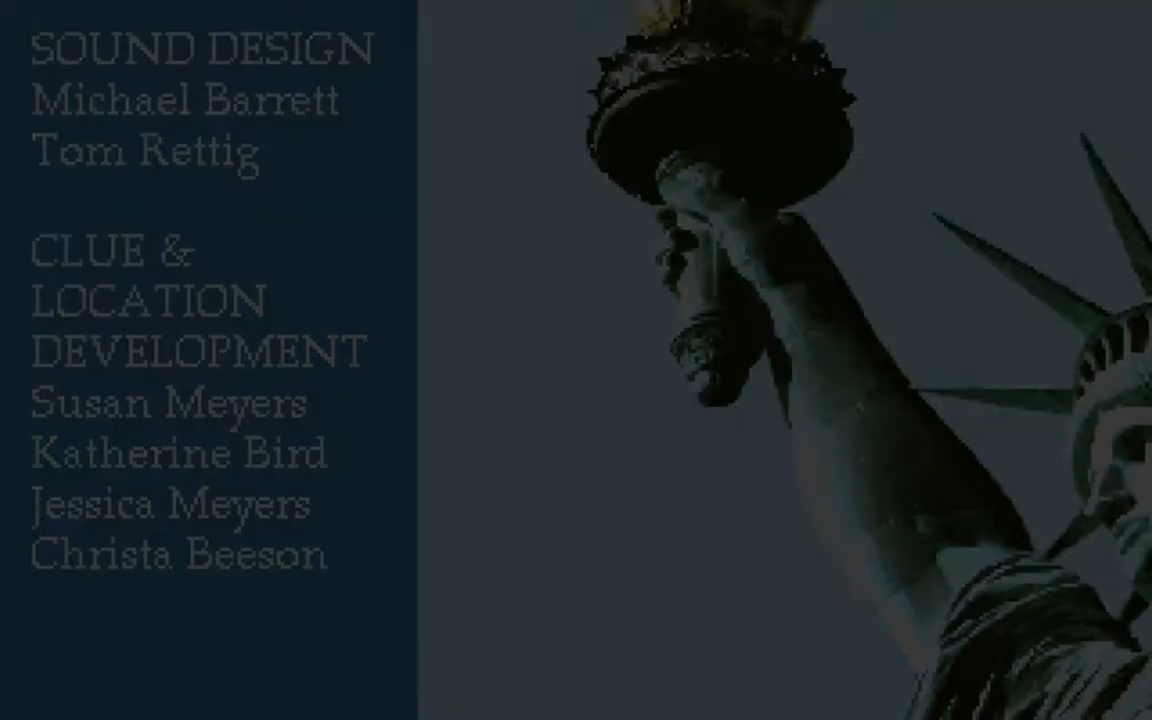 SOUND DESIGN
Michael Barrett
Tom Rettig
CLUE &
LOCATION
DEVELOPMENT
Susan Meyers
Katherine Bird
Jessica Meyers
Christa Beeson